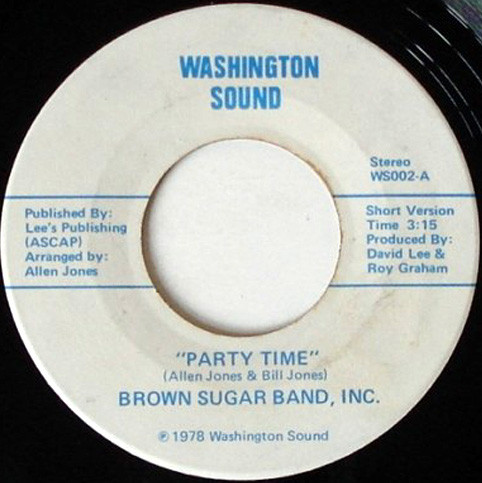 WASHINGTON
SOUND
Stereo
WS002-A
Published By:
Lee's Publishing
(ASCAP)
Arranged by:
Allen Jones
Short Version
Time 3:15
Produced By:
David Lee &
Roy Graham
"PARTY TIME"
(Allen Jones & Bill Jones)
BROWN SUGAR BAND, INC.
℗ 1978 Washington Sound